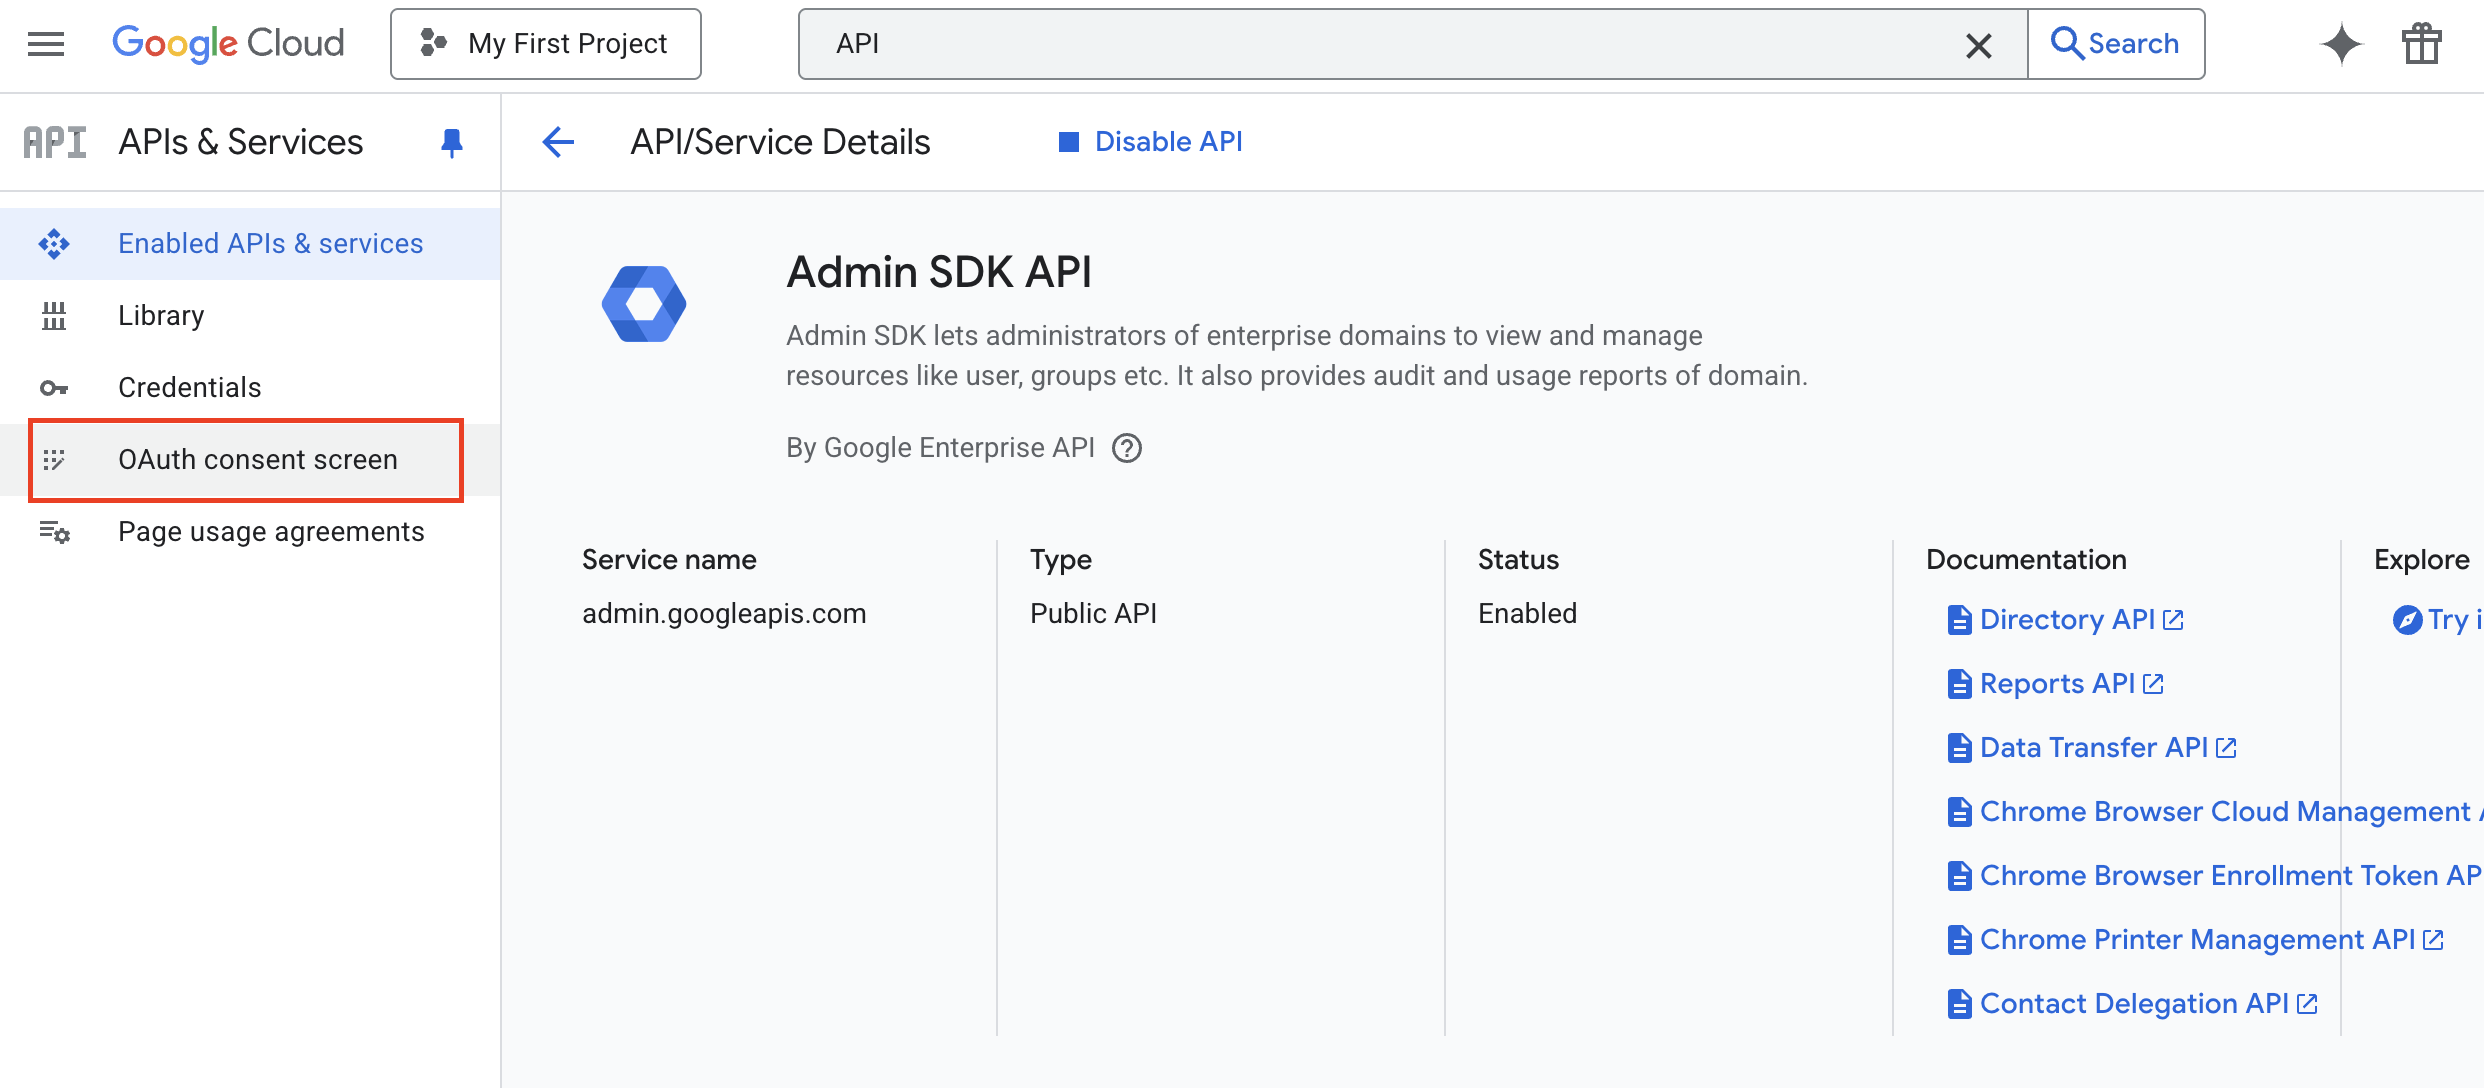 Google Cloud
My First Project
API
Search
API
APIs & Services
API/Service Details
Disable API
Enabled APIs & services
Library
Credentials
OAuth consent screen
Page usage agreements
Admin SDK API
Admin SDK lets administrators of enterprise domains to view and manage
resources like user, groups etc. It also provides audit and usage reports of domain.
By Google Enterprise API
Service name
admin.googleapis.com
Type
Public API
Status
Enabled
Documentation
Directory API
Reports API
Data Transfer API
Chrome Browser Cloud Management
Chrome Browser Enrollment Token AP
Chrome Printer Management API
Contact Delegation API
Explore
Try i